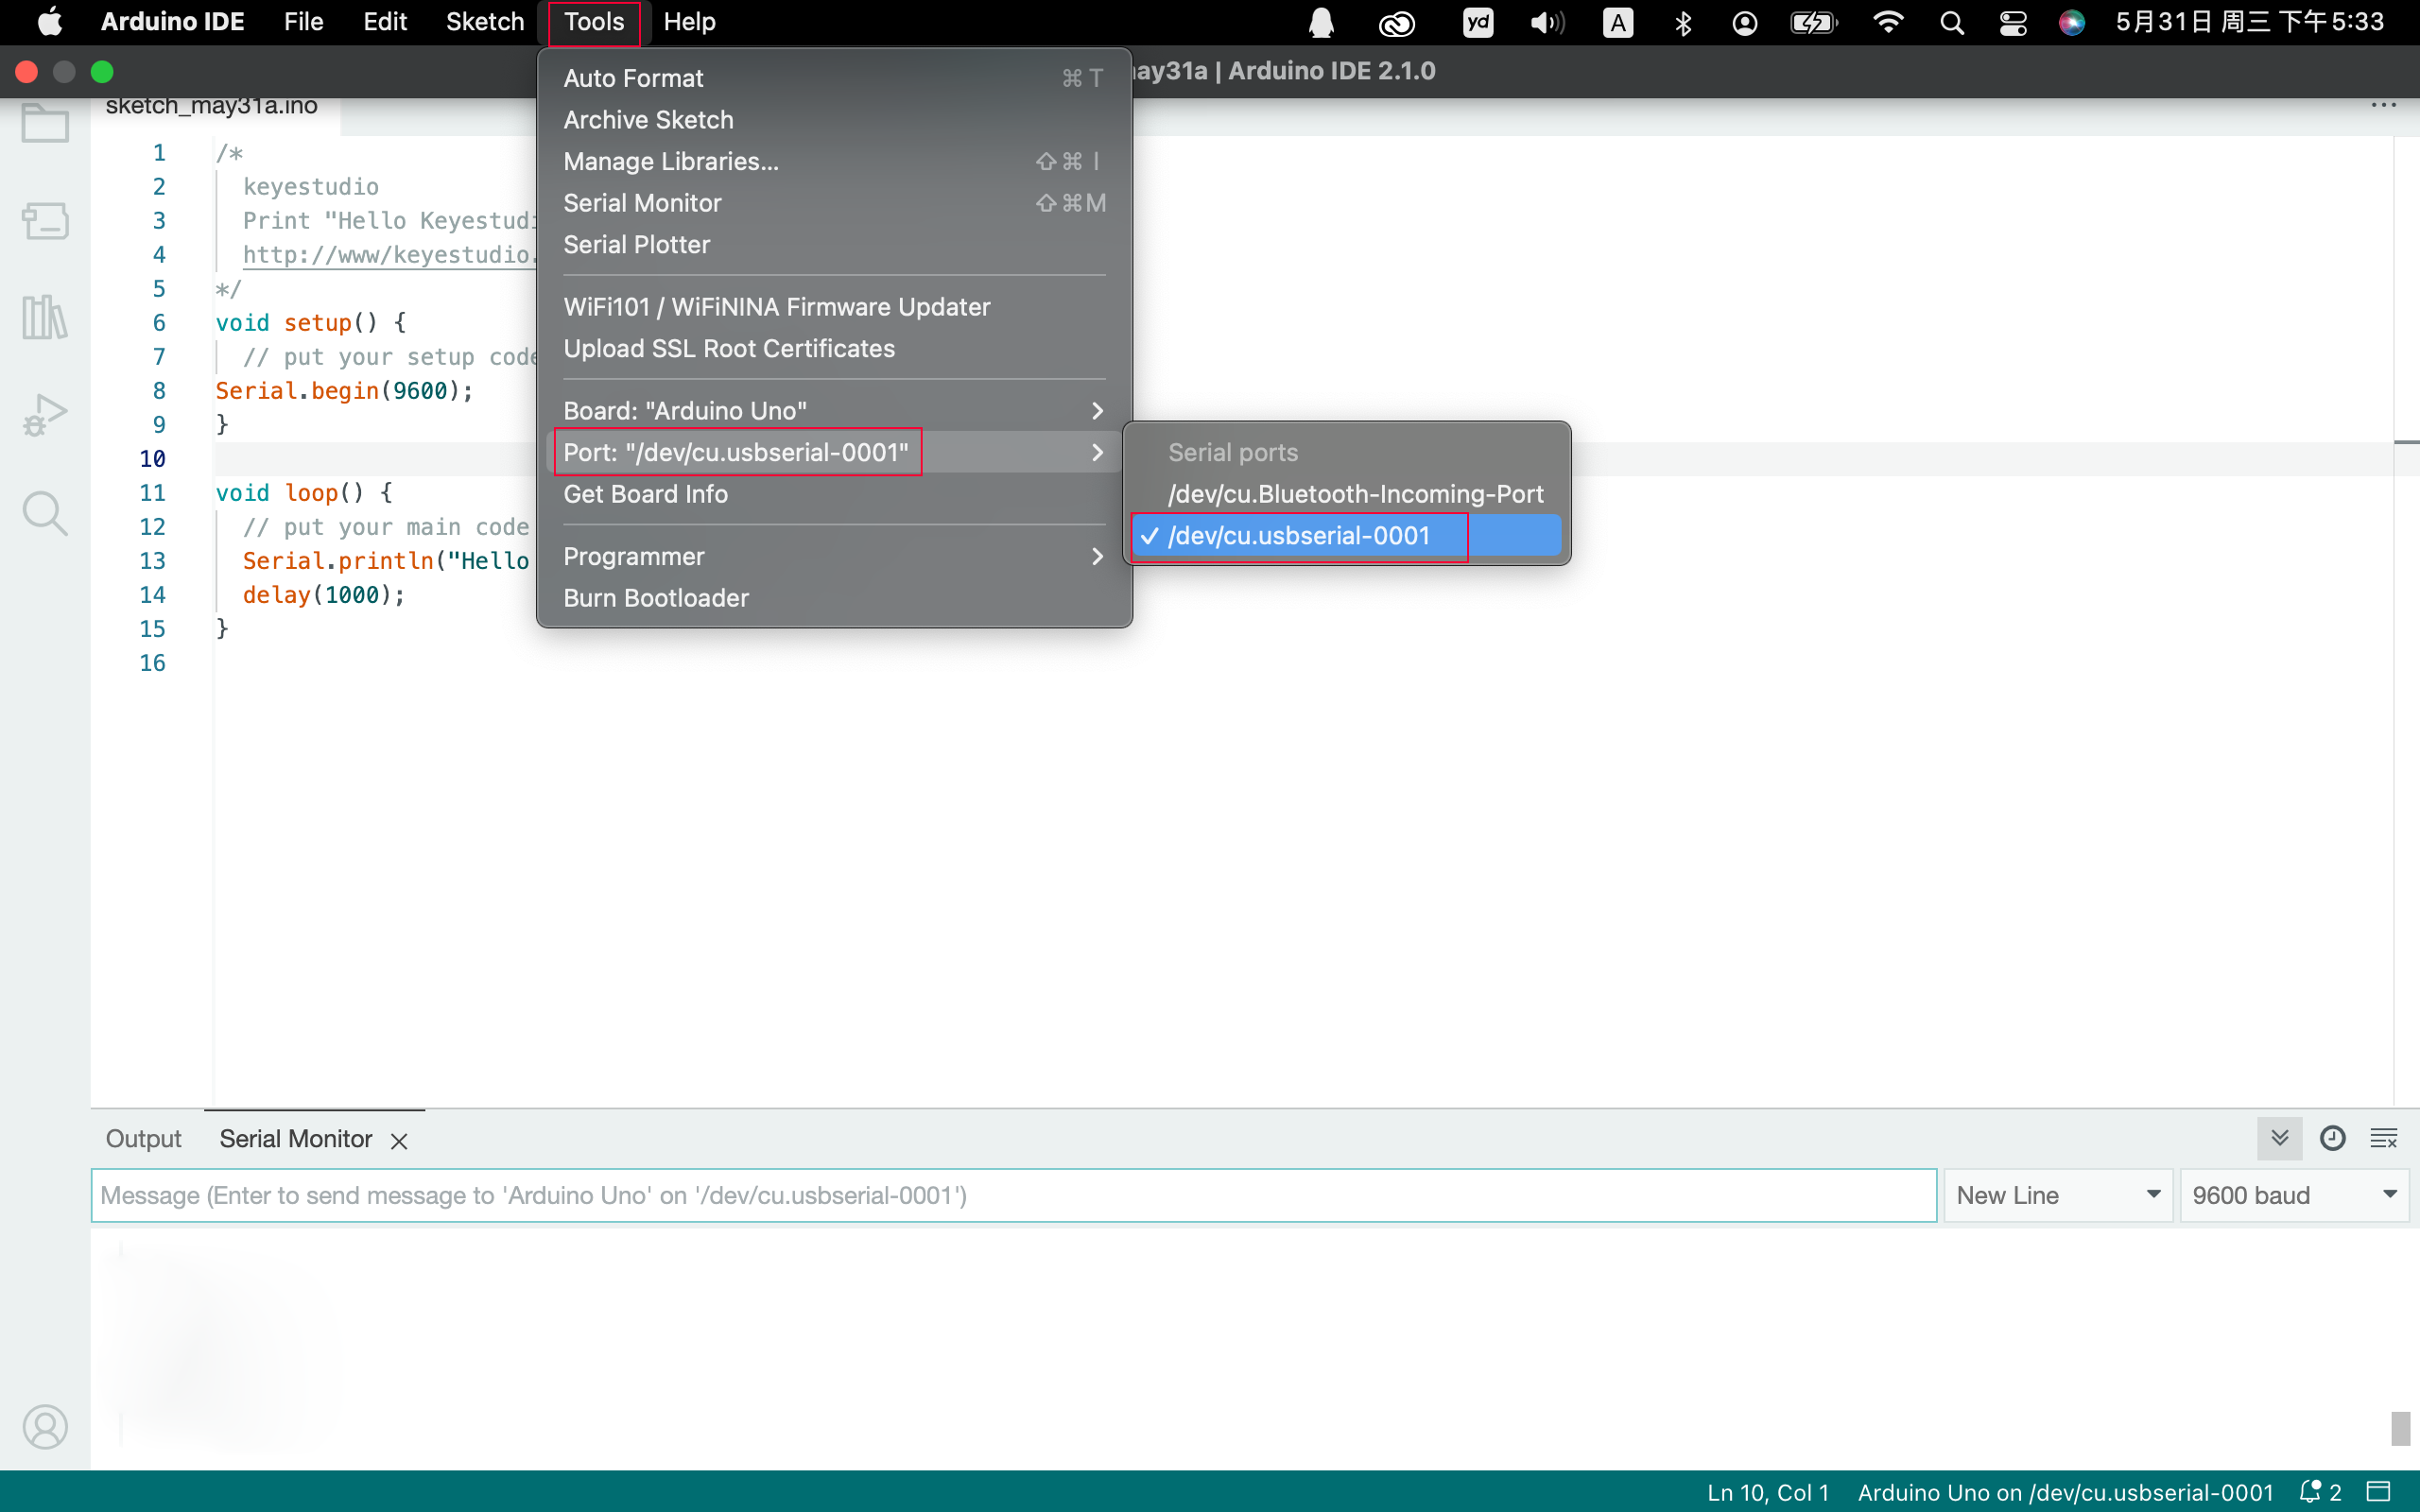 Arduino IDE File Edit Sketch Tools Help yd A 5月31日 周三 下午5:33
ay31a | Arduino IDE 2.1.0
sketch_may31a.ino
1 /*
2 keyestudio
3 Print "Hello Keyestudi
4 http://www/keyestudio.
5 */
6 void setup() {
7 // put your setup code
8 Serial.begin(9600);
9 }
10
11 void loop() {
12 // put your main code
13 Serial.println("Hello
14 delay(1000);
15 }
16
Auto Format ⌘ T
Archive Sketch
Manage Libraries... ⇧ ⌘ I
Serial Monitor ⇧ ⌘ M
Serial Plotter
WiFi101 / WiFiNINA Firmware Updater
Upload SSL Root Certificates
Board: "Arduino Uno"
Port: "/dev/cu.usbserial-0001"
Get Board Info
Programmer
Burn Bootloader
Serial ports
/dev/cu.Bluetooth-Incoming-Port
✓ /dev/cu.usbserial-0001
Output Serial Monitor
Message (Enter to send message to 'Arduino Uno' on '/dev/cu.usbserial-0001') New Line 9600 baud
Ln 10, Col 1 Arduino Uno on /dev/cu.usbserial-0001 2